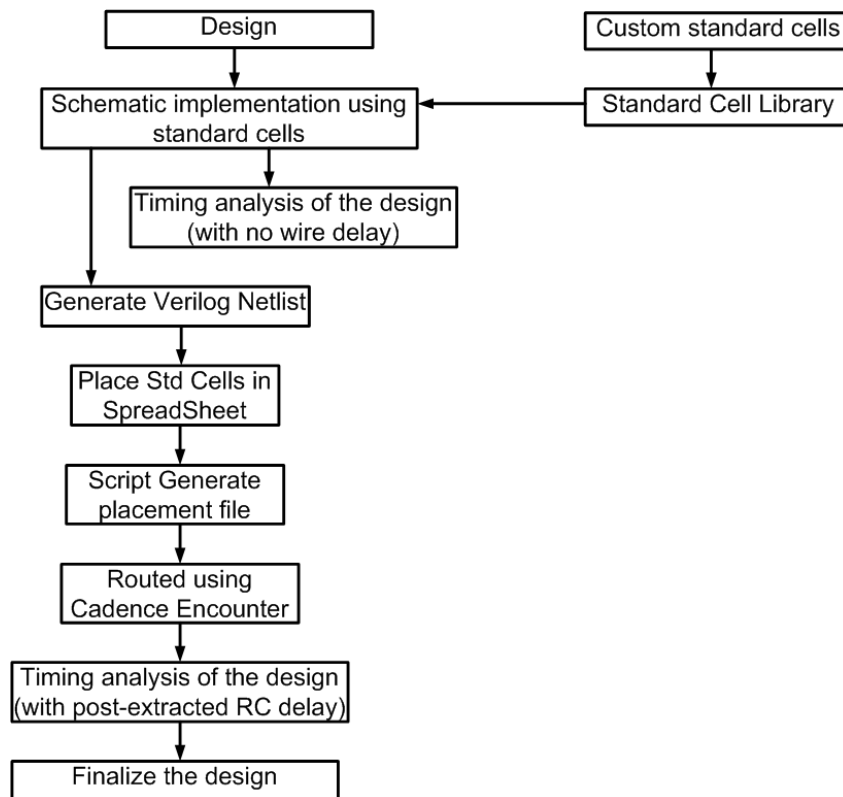 Design
Custom standard cells
Schematic implementation using
standard cells
Standard Cell Library
Timing analysis of the design
(with no wire delay)
Generate Verilog Netlist
Place Std Cells in
SpreadSheet
Script Generate
placement file
Routed using
Cadence Encounter
Timing analysis of the design
(with post-extracted RC delay)
Finalize the design